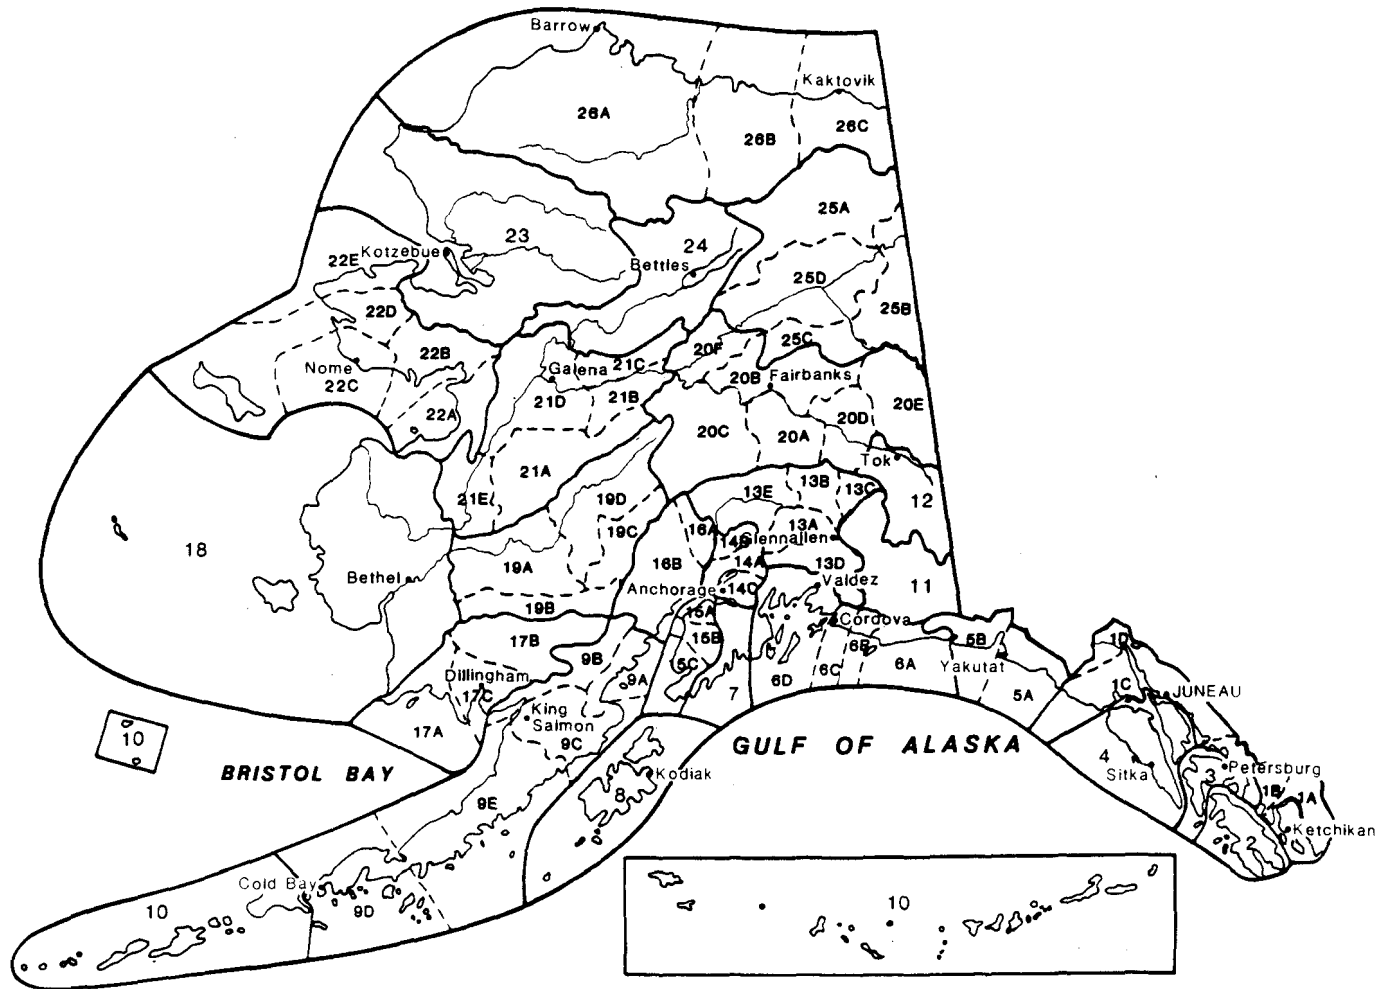 Barrow
Kaktovik
26A
26B
26C
25A
23
24
Kotzebue
22E
Bettles
25D
22D
25B
22B
20F
25C
Nome
22C
Galena
21C
20B
Fairbanks
21D
21B
22A
20E
20D
20C
20A
Tok
21A
21E
19D
13E
13B
13C
12
16A
13A
19C
14B
Glennallen
18
16B
14A
13D
19A
Bethel
Anchorage
14C
Valdez
11
19B
15A
Cordova
17B
15B
6B
5B
1D
9B
5C
6A
Yakutat
Dillingham
17C
9A
6D
6C
7
5A
1C
JUNEAU
King
Salmon
17A
9C
10
BRISTOL BAY
GULF OF ALASKA
4
Sitka
3
Petersburg
8
Kodiak
1B
1A
9E
Ketchikan
2
Cold Bay
10
9D
10